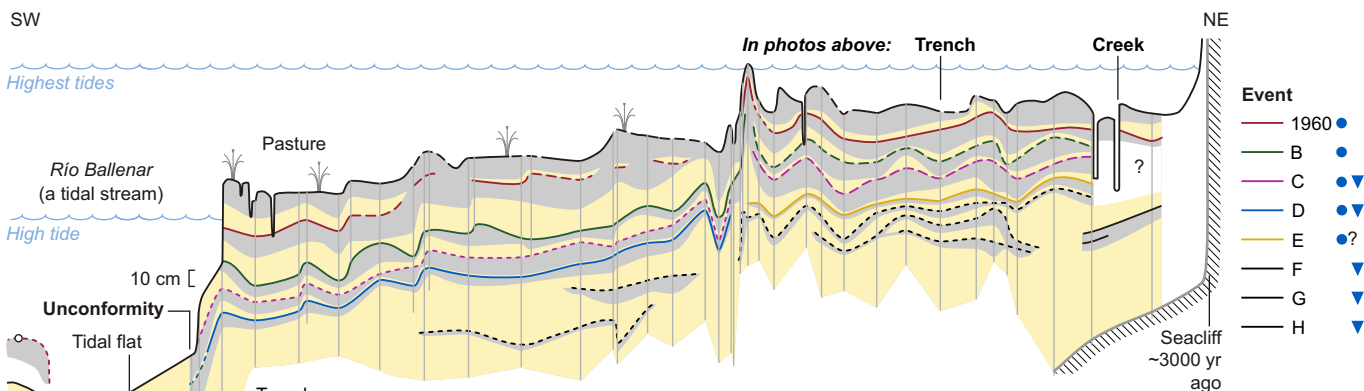 SW
NE
In photos above: Trench Creek
Highest tides
Event
1960
Pasture
B
Río Ballenar
(a tidal stream)
?
C
D
High tide
E ?
10 cm
F
Unconformity
G
Tidal flat
H
Seacliff
~3000 yr
ago